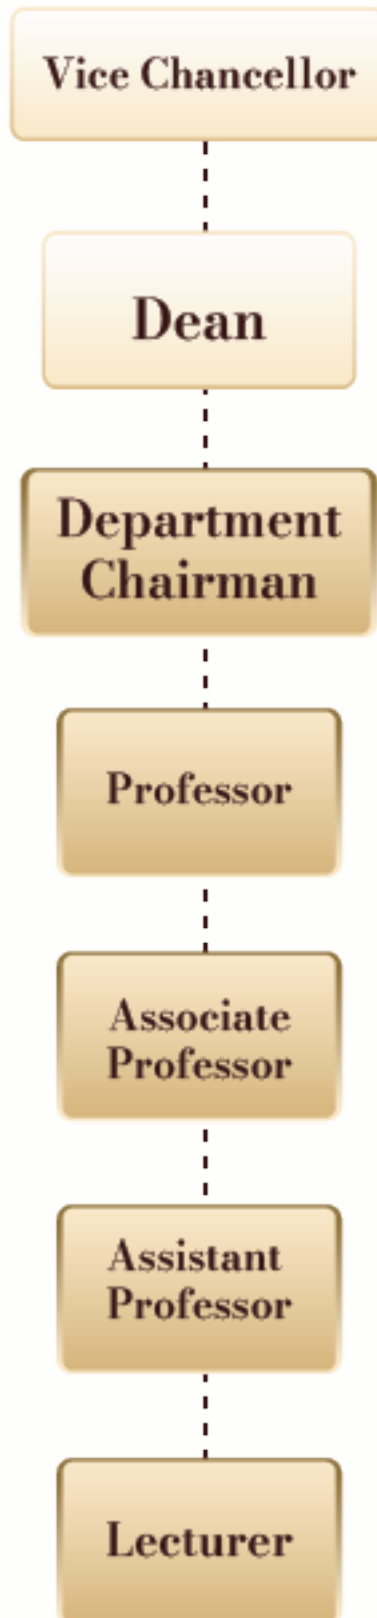 Vice Chancellor
Dean
Department
Chairman
Professor
Associate
Professor
Assistant
Professor
Lecturer